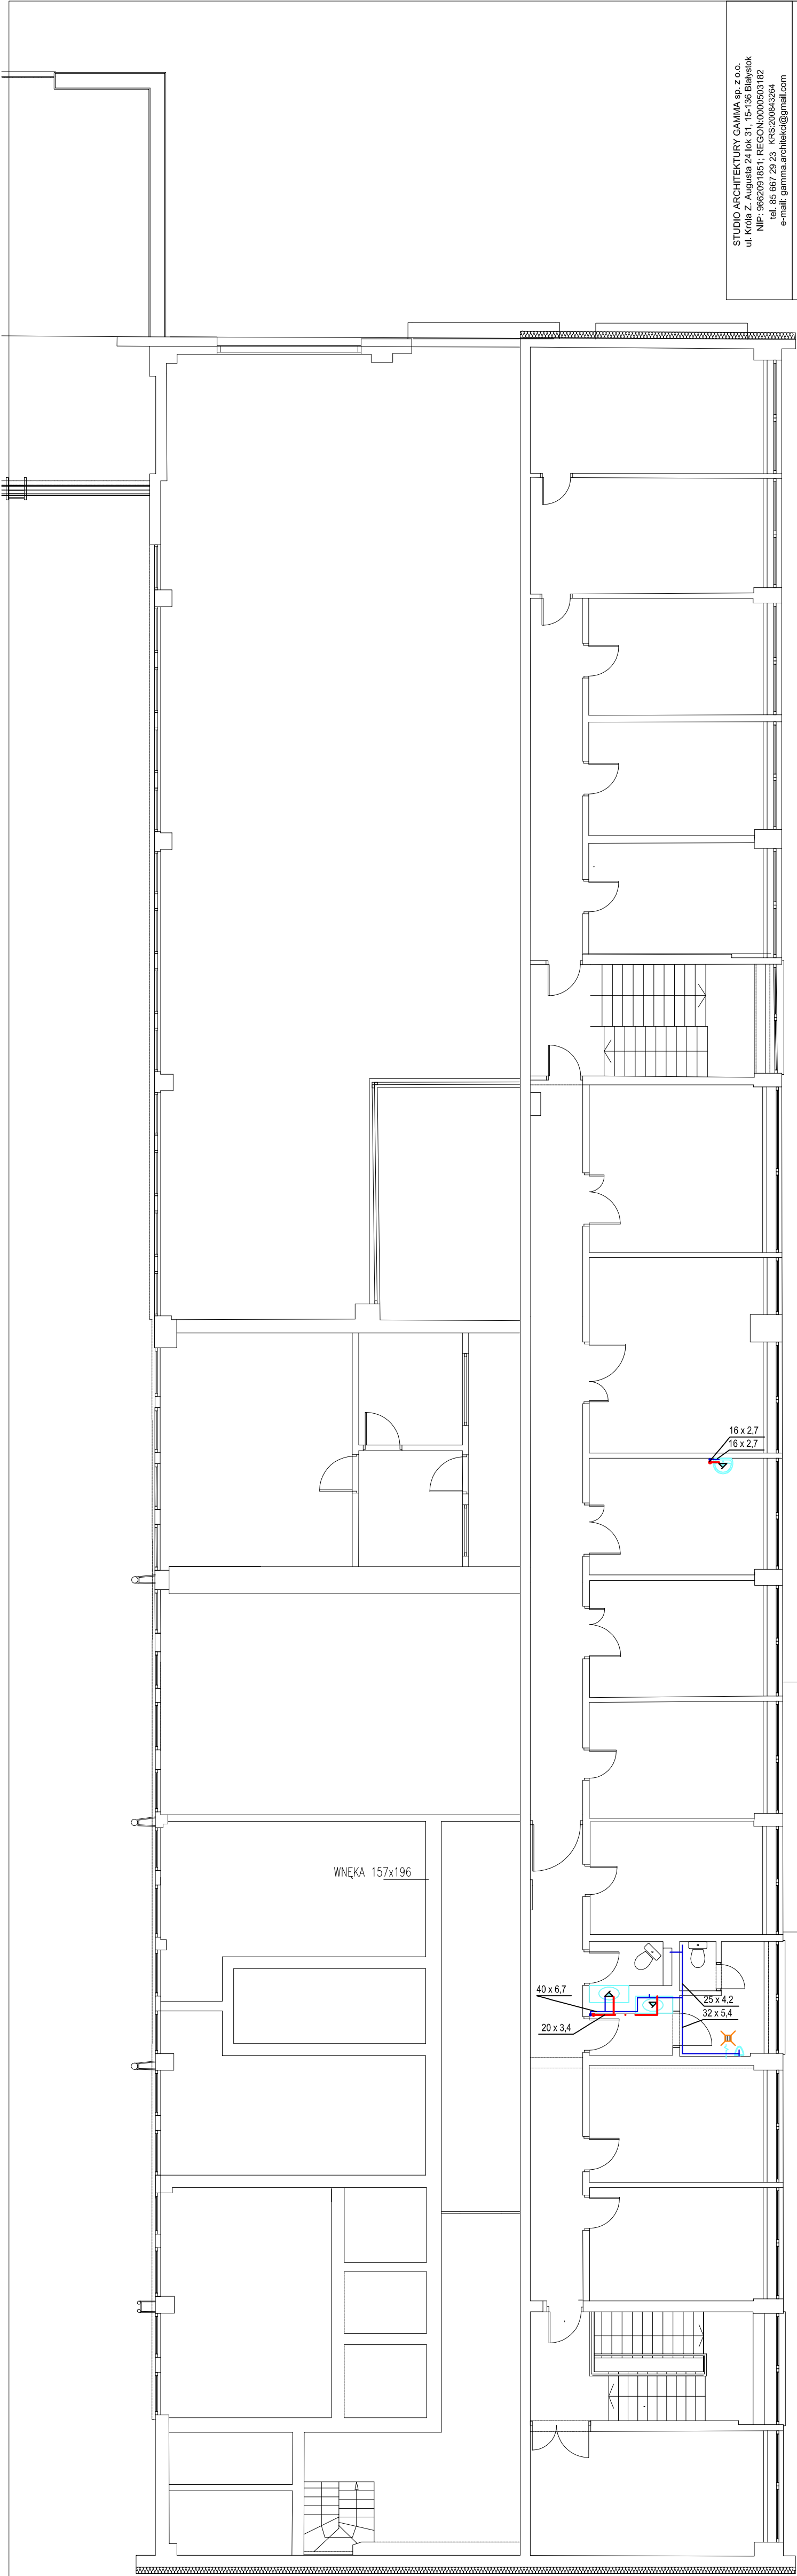 STUDIO ARCHITEKTURY GAMMA sp. z o.o.
ul. Króla Z. Augusta 24 lok 31, 15-136 Białystok
NIP: 9662091851; REGON:0000503182
tel. 85 667 29 23 KRS:200843264
e-mail: gamma.architekci@gmail.com
16 x 2,7
16 x 2,7
WNĘKA 157x196
40 x 6,7
20 x 3,4
25 x 4,2
32 x 5,4